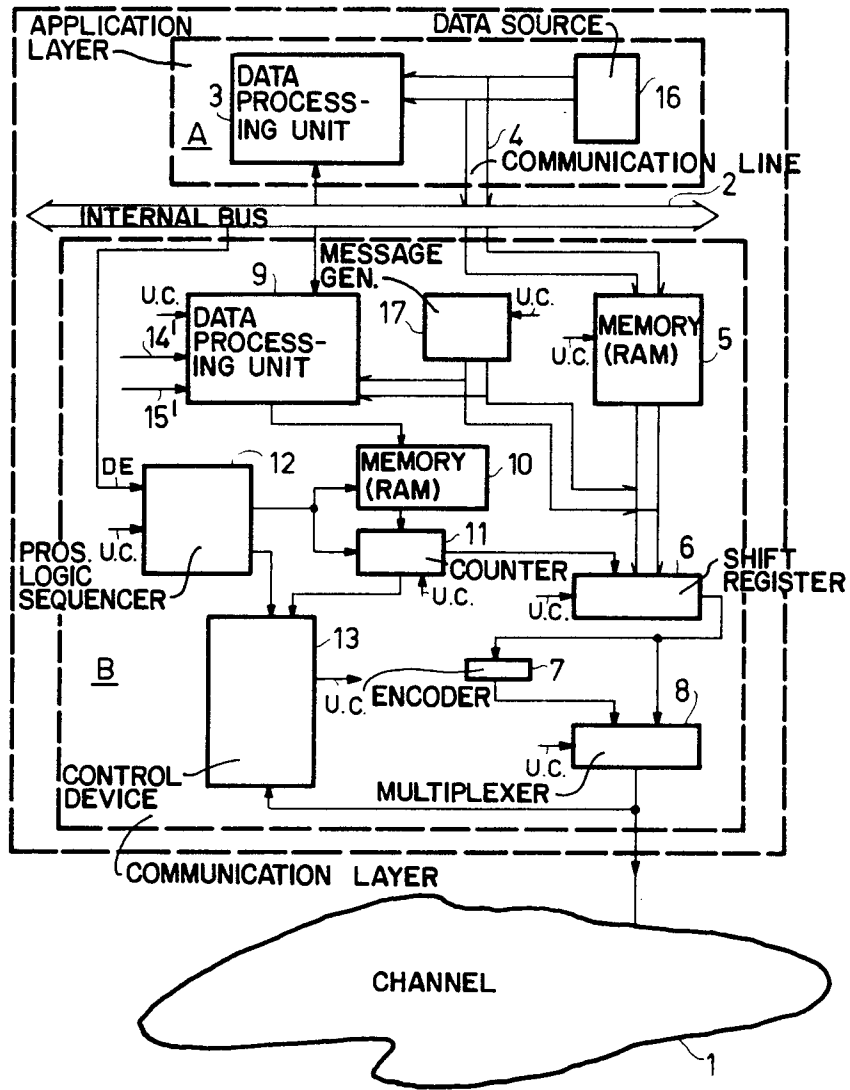 APPLICATION
LAYER
DATA SOURCE
DATA
PROCESS-
ING UNIT
3
16
A
4
COMMUNICATION LINE
2
INTERNAL BUS
MESSAGE
GEN.
9
U.C.
DATA
PROCESS-
ING UNIT
14'
15'
17
U.C.
MEMORY
(RAM)
5
U.C.
DE
12
MEMORY
(RAM)
10
U.C.
PROS.
LOGIC
SEQUENCER
11
COUNTER
U.C.
6
SHIFT
REGISTER
U.C.
13
B
U.C.
ENCODER
7
8
U.C.
CONTROL
DEVICE
MULTIPLEXER
COMMUNICATION LAYER
CHANNEL
1